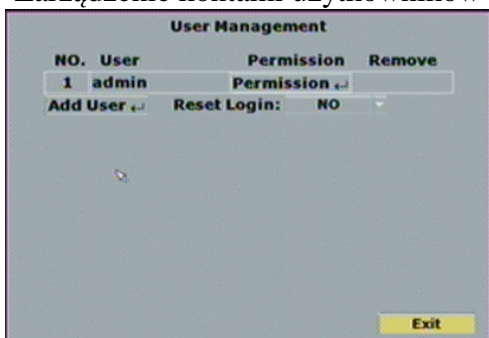 User Management
NO. User Permission Remove
1 admin Permission ↵
Add User ↵ Reset Login: NO
Exit